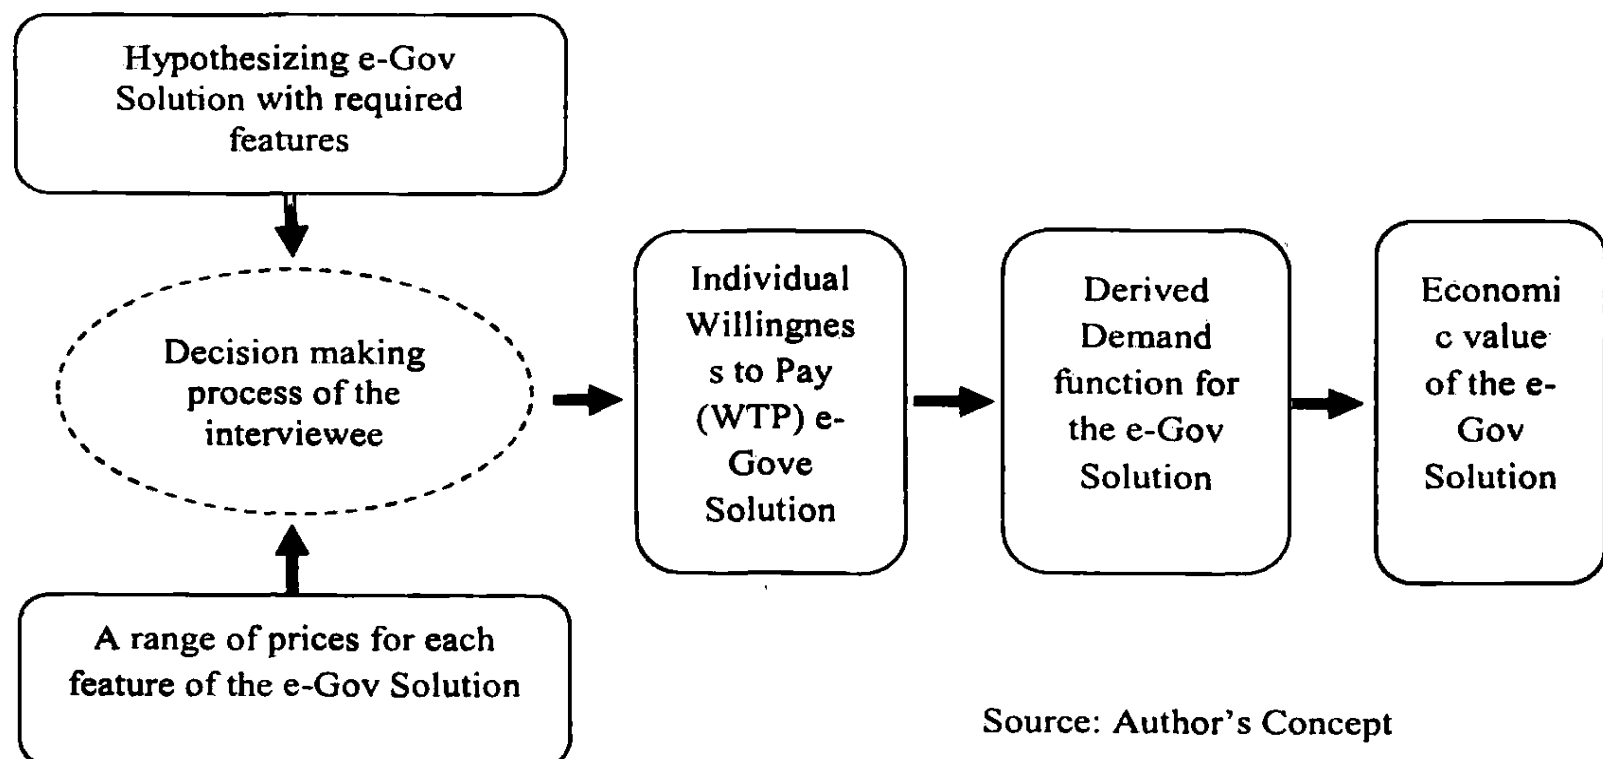 Hypothesizing e-Gov
Solution with required
features
Decision making
process of the
interviewee
A range of prices for each
feature of the e-Gov Solution
Individual
Willingnes
s to Pay
(WTP) e-
Gove
Solution
Derived
Demand
function for
the e-Gov
Solution
Economi
c value
of the e-
Gov
Solution
Source: Author's Concept